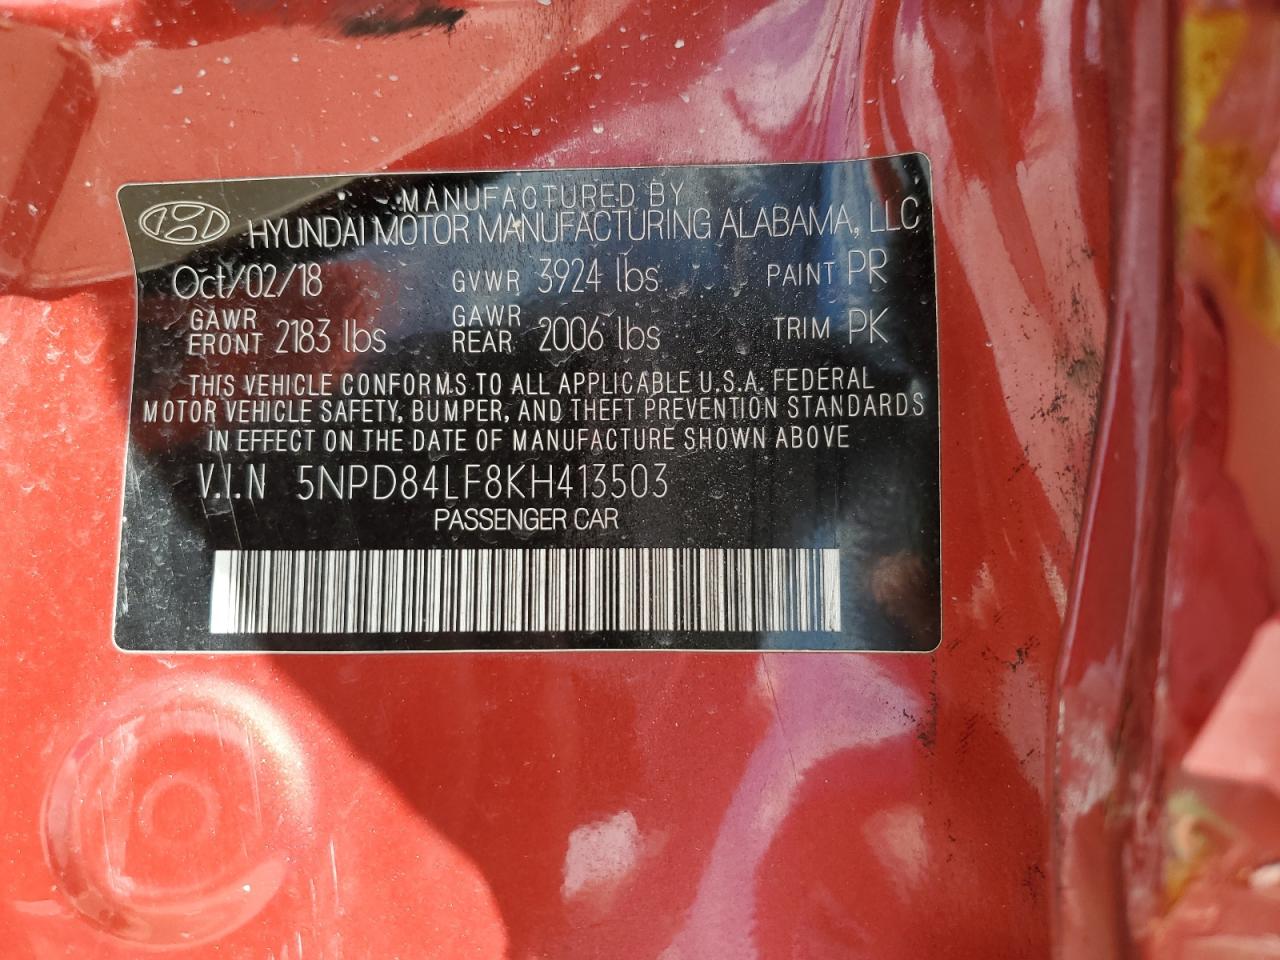 MANUFACTURED BY
HYUNDAI MOTOR MANUFACTURING ALABAMA, LLC
Oct/02/18 GVWR 3924 lbs PAINT PR
GAWR FRONT 2183 lbs GAWR REAR 2006 lbs TRIM PK
THIS VEHICLE CONFORMS TO ALL APPLICABLE U.S.A. FEDERAL
MOTOR VEHICLE SAFETY, BUMPER, AND THEFT PREVENTION STANDARDS
IN EFFECT ON THE DATE OF MANUFACTURE SHOWN ABOVE
V.I.N 5NPD84LF8KH413503
PASSENGER CAR